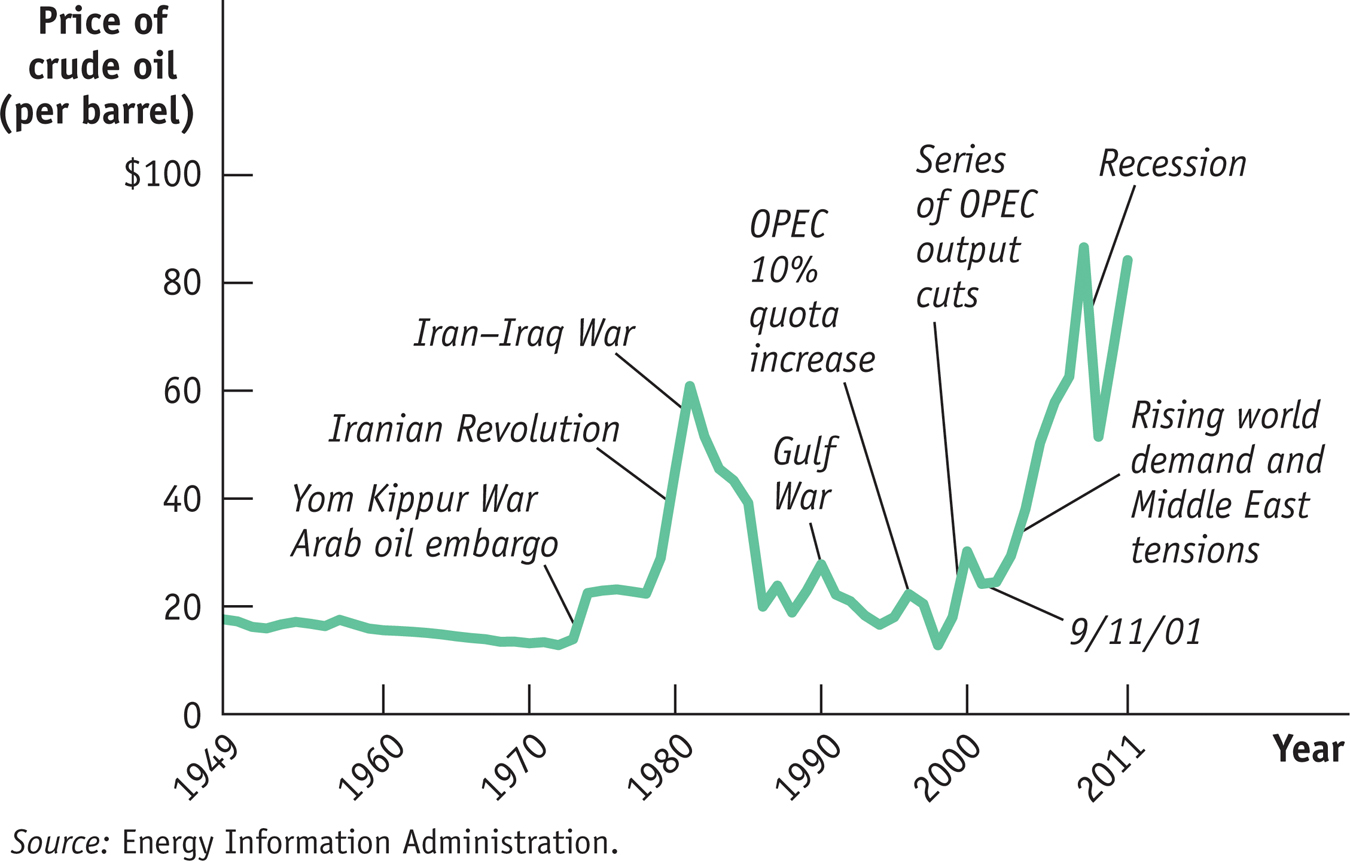 Price of
crude oil
(per barrel)
$100
80
60
40
20
0
Iran–Iraq War
Iranian Revolution
Yom Kippur War
Arab oil embargo
Gulf
War
OPEC
10%
quota
increase
Series
of OPEC
output
cuts
Recession
Rising world
demand and
Middle East
tensions
9/11/01
1949
1960
1970
1980
1990
2000
2011
Year
Source: Energy Information Administration.